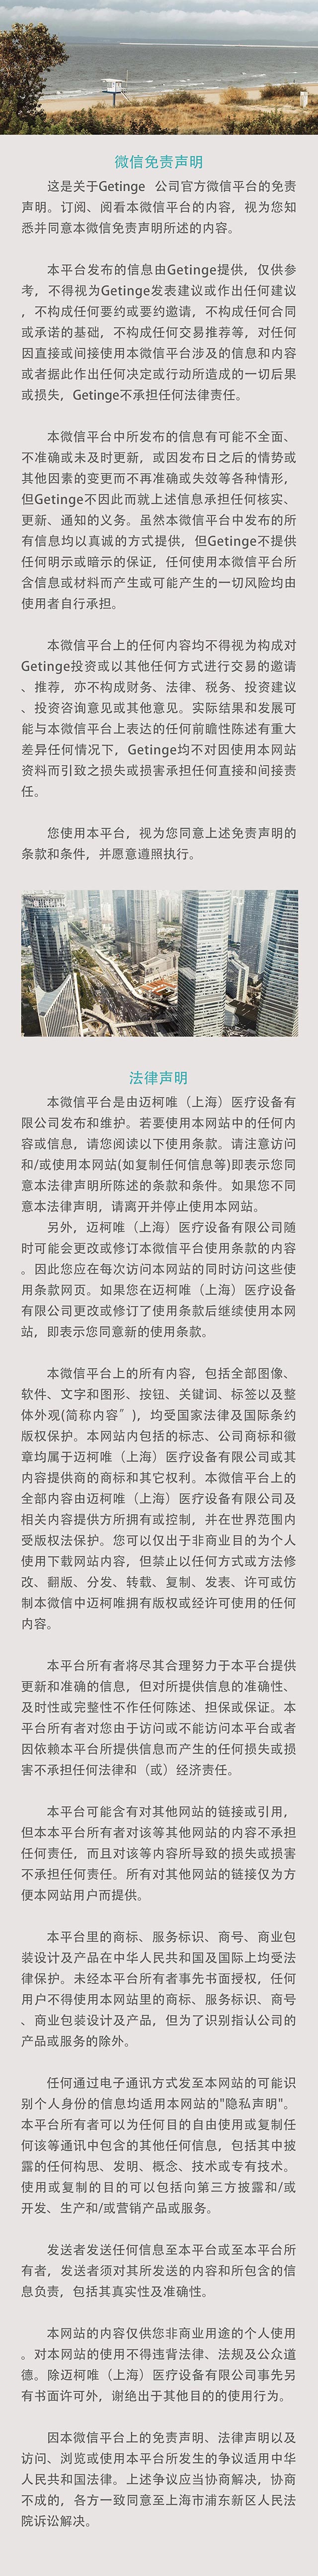 微信免责声明
这是关于Getinge 公司官方微信平台的免责
声明。订阅、阅看本微信平台的内容，视为您知
悉并同意本微信免责声明所述的内容。
本平台发布的信息由Getinge提供，仅供参
考，不得视为Getinge发表建议或作出任何建议
，不构成任何要约或要约邀请，不构成任何合同
或承诺的基础，不构成任何交易推荐等，对任何
因直接或间接使用本微信平台涉及的信息和内容
或者据此作出任何决定或行动所造成的一切后果
或损失，Getinge不承担任何法律责任。
本微信平台中所发布的信息有可能不全面、
不准确或未及时更新，或因发布日之后的情势或
其他因素的变更而不再准确或失效等各种情形，
但Getinge不因此而就上述信息承担任何核实、
更新、通知的义务。虽然本微信平台中发布的所
有信息均以真诚的方式提供，但Getinge不提供
任何明示或暗示的保证，任何使用本微信平台所
含信息或材料而产生或可能产生的一切风险均由
使用者自行承担。
本微信平台上的任何内容均不得视为构成对
Getinge投资或以其他任何方式进行交易的邀请
、推荐，亦不构成财务、法律、税务、投资建议
、投资咨询意见或其他意见。实际结果和发展可
能与本微信平台上表达的任何前瞻性陈述有重大
差异任何情况下，Getinge均不对因使用本网站
资料而引致之损失或损害承担任何直接和间接责
任。
您使用本平台，视为您同意上述免责声明的
条款和条件，并愿意遵照执行。
法律声明
本微信平台是由迈柯唯（上海）医疗设备有
限公司发布和维护。若要使用本网站中的任何内
容或信息，请您阅读以下使用条款。请注意访问
和/或使用本网站(如复制任何信息等)即表示您同
意本法律声明所陈述的条款和条件。如果您不同
意本法律声明，请离开并停止使用本网站。
另外，迈柯唯（上海）医疗设备有限公司随
时可能会更改或修订本微信平台使用条款的内容
。因此您应在每次访问本网站的同时访问这些使
用条款网页。如果您在迈柯唯（上海）医疗设备
有限公司更改或修订了使用条款后继续使用本网
站，即表示您同意新的使用条款。
本微信平台上的所有内容，包括全部图像、
软件、文字和图形、按钮、关键词、标签以及整
体外观(简称内容”)，均受国家法律及国际条约
版权保护。本网站内包括的标志、公司商标和徽
章均属于迈柯唯（上海）医疗设备有限公司或其
内容提供商的商标和其它权利。本微信平台上的
全部内容由迈柯唯（上海）医疗设备有限公司及
相关内容提供方所拥有或控制，并在世界范围内
受版权法保护。您可以仅出于非商业目的为个人
使用下载网站内容，但禁止以任何方式或方法修
改、翻版、分发、转载、复制、发表、许可或仿
制本微信中迈柯唯拥有版权或经许可使用的任何
内容。
本平台所有者将尽其合理努力于本平台提供
更新和准确的信息，但对所提供信息的准确性、
及时性或完整性不作任何陈述、担保或保证。本
平台所有者对您由于访问或不能访问本平台或者
因依赖本平台所提供信息而产生的任何损失或损
害不承担任何法律和（或）经济责任。
本平台可能含有对其他网站的链接或引用，
但本本平台所有者对该等其他网站的内容不承担
任何责任，而且对该等内容所导致的损失或损害
不承担任何责任。所有对其他网站的链接仅为方
便本网站用户而提供。
本平台里的商标、服务标识、商号、商业包
装设计及产品在中华人民共和国及国际上均受法
律保护。未经本平台所有者事先书面授权，任何
用户不得使用本网站里的商标、服务标识、商号
、商业包装设计及产品，但为了识别指认公司的
产品或服务的除外。
任何通过电子通讯方式发至本网站的可能识
别个人身份的信息均适用本网站的"隐私声明"。
本平台所有者可以为任何目的自由使用或复制任
何该等通讯中包含的其他任何信息，包括其中披
露的任何构思、发明、概念、技术或专有技术。
使用或复制的目的可以包括向第三方披露和/或
开发、生产和/或营销产品或服务。
发送者发送任何信息至本平台或至本平台所
有者，发送者须对其所发送的内容和所包含的信
息负责，包括其真实性及准确性。
本网站的内容仅供您非商业用途的个人使用
。对本网站的使用不得违背法律、法规及公众道
德。除迈柯唯（上海）医疗设备有限公司事先另
有书面许可外，谢绝出于其他目的的使用行为。
因本微信平台上的免责声明、法律声明以及
访问、浏览或使用本平台所发生的争议适用中华
人民共和国法律。上述争议应当协商解决，协商
不成的，各方一致同意至上海市浦东新区人民法
院诉讼解决。